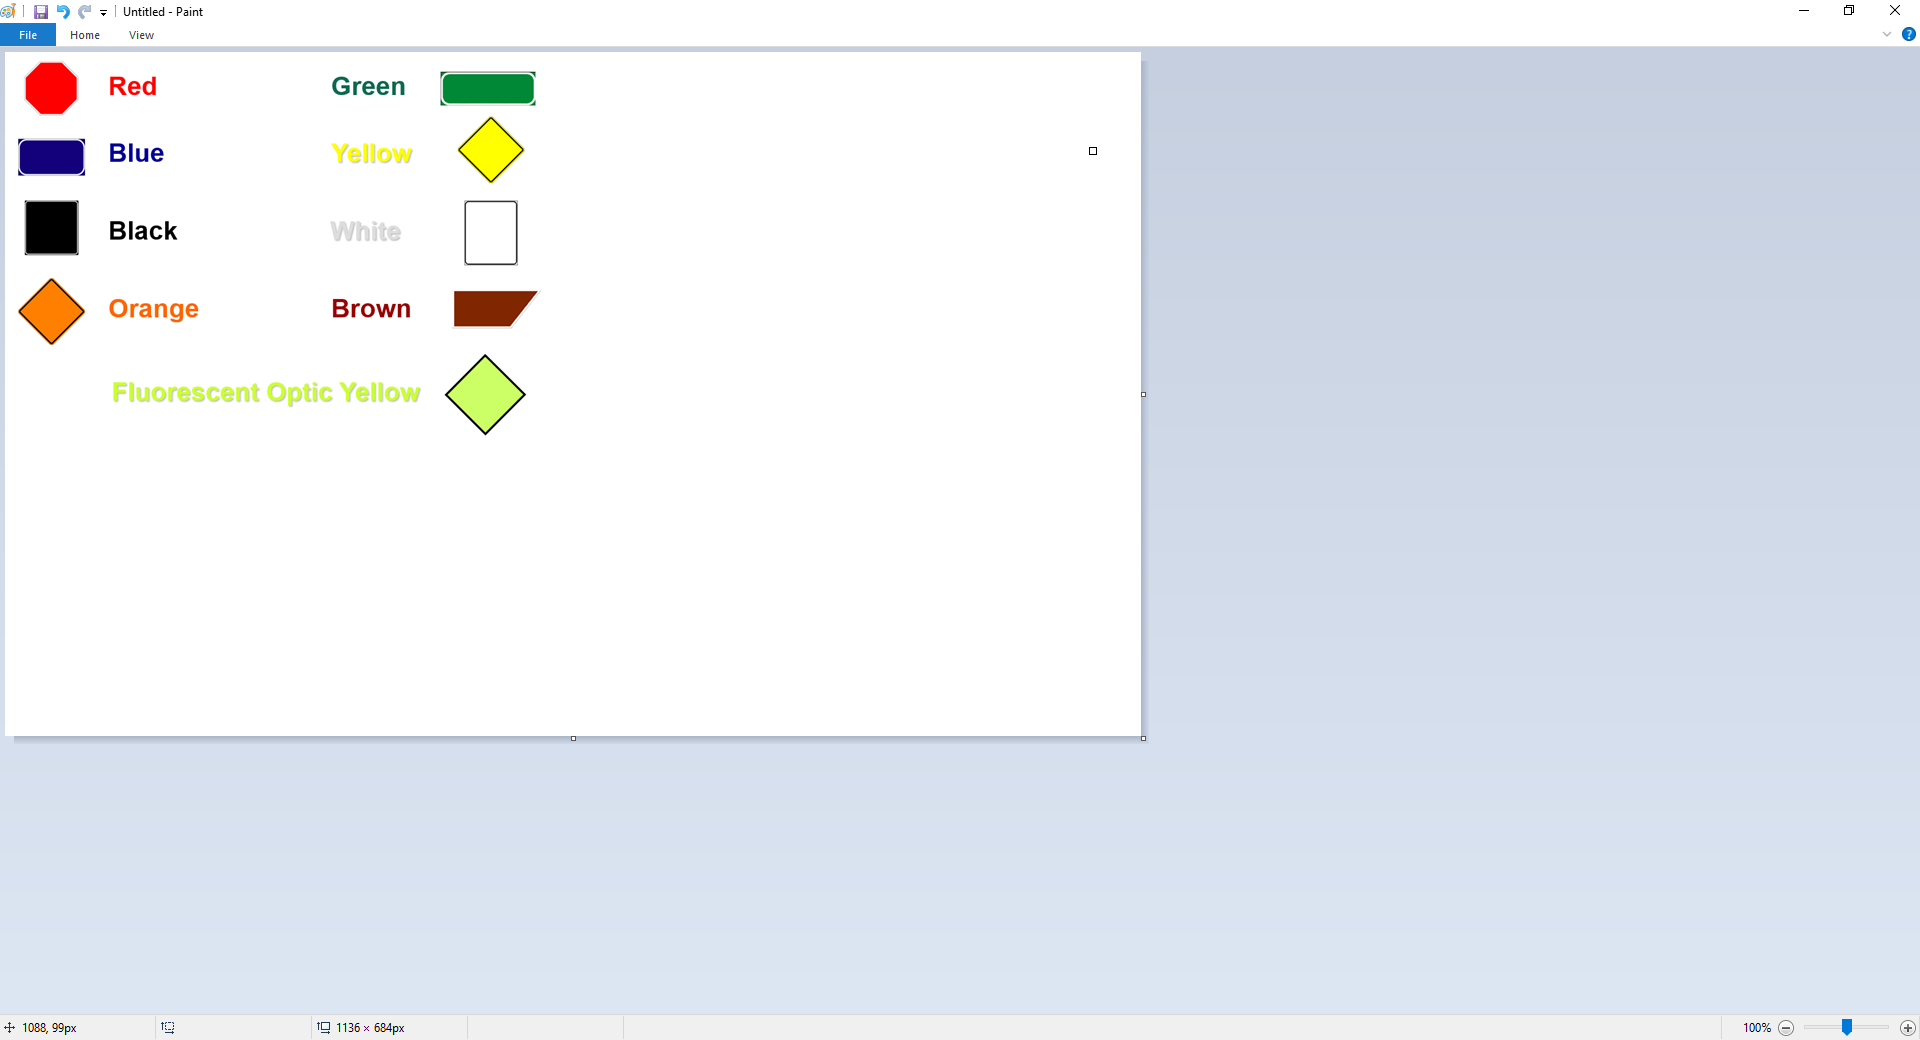 Untitled - Paint
File Home View
Red Green
Blue Yellow
Black White
Orange Brown
Fluorescent Optic Yellow
1088, 99px 1136 × 684px 100%